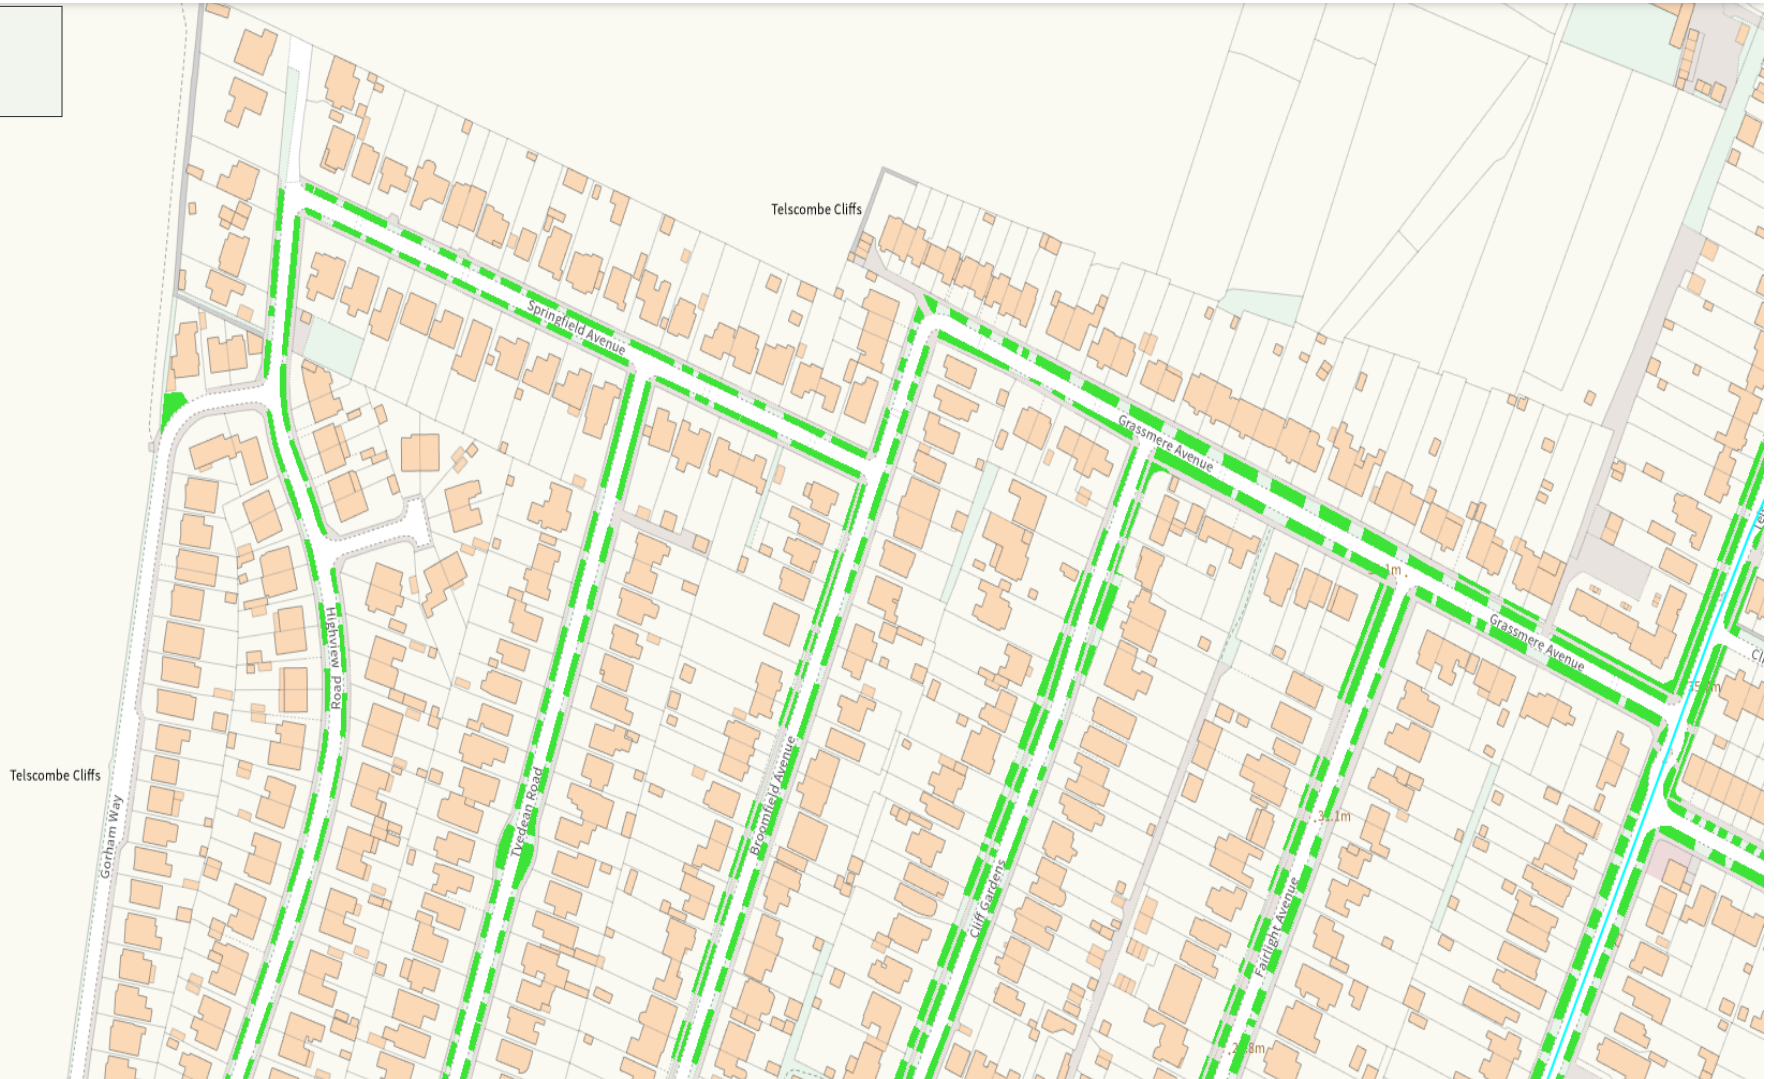 Telscombe Cliffs
Springfield Avenue
Grassmere Avenue
Grassmere Avenue
Highview Road
Tyedean Road
Broomfield Avenue
Telscombe Cliffs
Gorham Way
Cliff Gardens
Fairlight Avenue